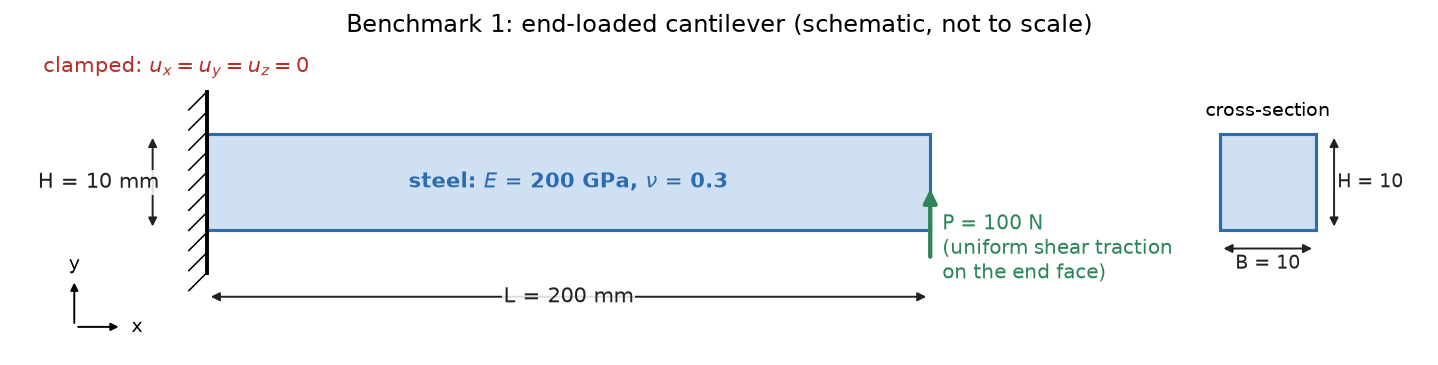 Benchmark 1: end-loaded cantilever (schematic, not to scale)
clamped: uₓ = u_y = u_z = 0
cross-section
H = 10 mm
steel: E = 200 GPa, ν = 0.3
H = 10
P = 100 N
(uniform shear traction
on the end face)
B = 10
y
L = 200 mm
x